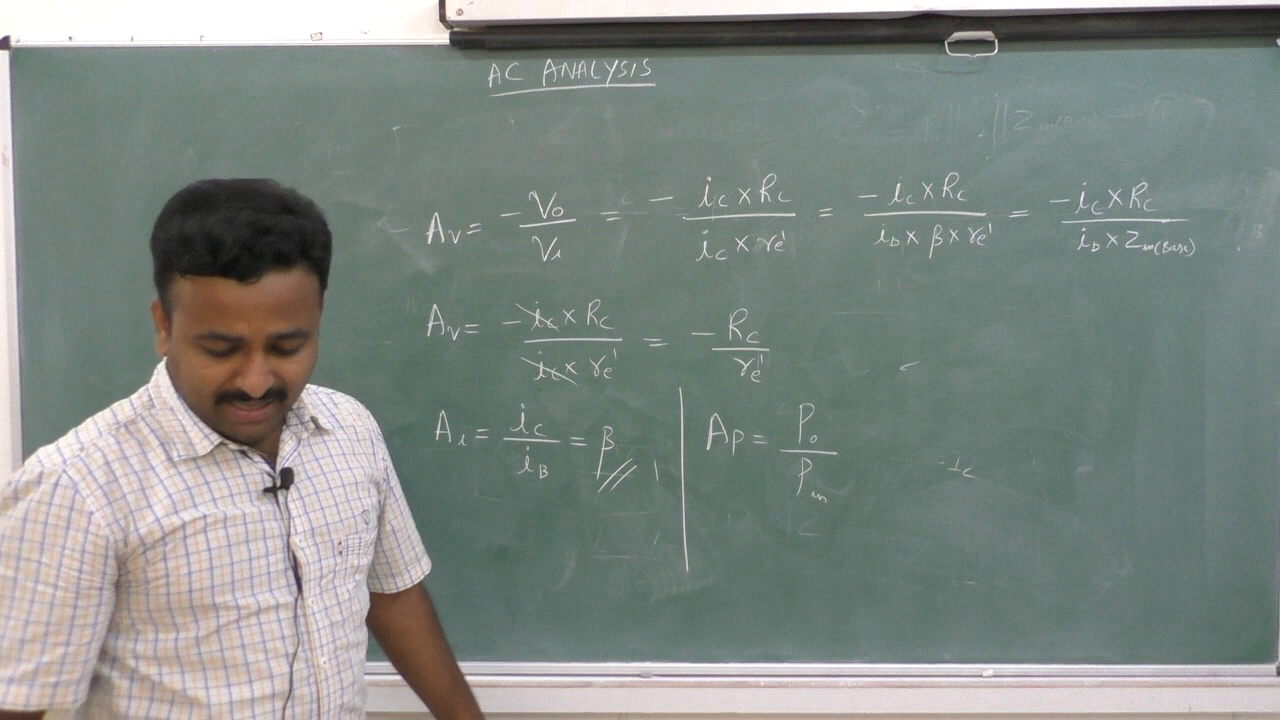 AC ANALYSIS
Av = -Vo/Vi = - ic × Rc / ic × re' = -ic × Rc / ib × β × re' = -ic × Rc / ib × Zin(Base)
Av = -ic × Rc / ic × re' = -Rc / re'
Ai = ic / iB = β
AP = Po / Pin